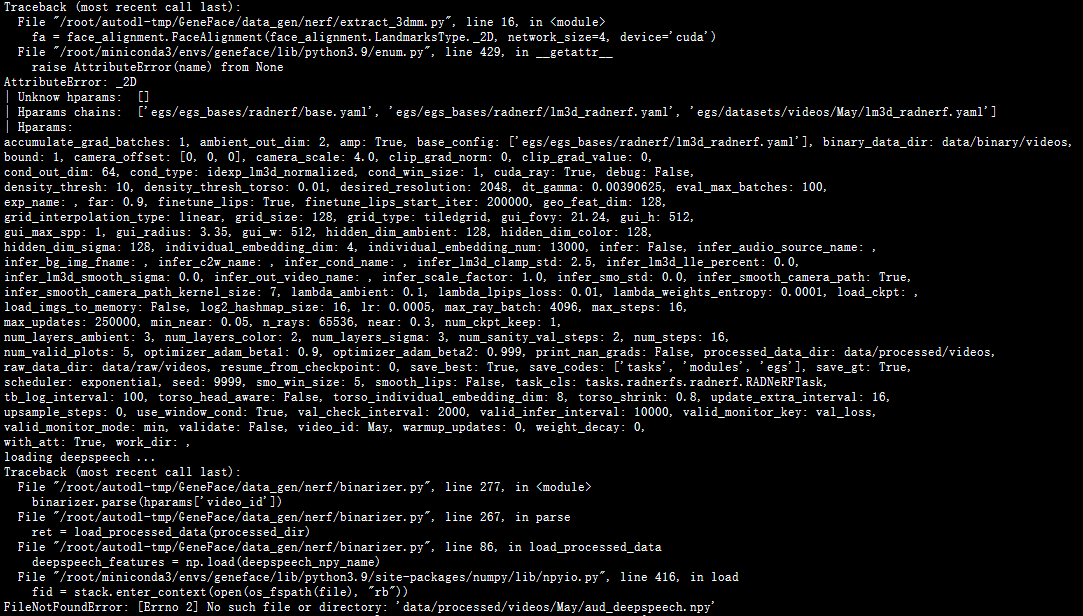 Traceback (most recent call last):
  File "/root/autodl-tmp/GeneFace/data_gen/nerf/extract_3dmm.py", line 16, in <module>
    fa = face_alignment.FaceAlignment(face_alignment.LandmarksType._2D, network_size=4, device='cuda')
  File "/root/miniconda3/envs/geneface/lib/python3.9/enum.py", line 429, in __getattr__
    raise AttributeError(name) from None
AttributeError: _2D
| Unknow hparams:  []
| Hparams chains:  ['egs/egs_bases/radnerf/base.yaml', 'egs/egs_bases/radnerf/lm3d_radnerf.yaml', 'egs/datasets/videos/May/lm3d_radnerf.yaml']
| Hparams:
accumulate_grad_batches: 1, ambient_out_dim: 2, amp: True, base_config: ['egs/egs_bases/radnerf/lm3d_radnerf.yaml'], binary_data_dir: data/binary/videos,
bound: 1, camera_offset: [0, 0, 0], camera_scale: 4.0, clip_grad_norm: 0, clip_grad_value: 0,
cond_out_dim: 64, cond_type: idexp_lm3d_normalized, cond_win_size: 1, cuda_ray: True, debug: False,
density_thresh: 10, density_thresh_torso: 0.01, desired_resolution: 2048, dt_gamma: 0.00390625, eval_max_batches: 100,
exp_name: , far: 0.9, finetune_lips: True, finetune_lips_start_iter: 200000, geo_feat_dim: 128,
grid_interpolation_type: linear, grid_size: 128, grid_type: tiledgrid, gui_fovy: 21.24, gui_h: 512,
gui_max_spp: 1, gui_radius: 3.35, gui_w: 512, hidden_dim_ambient: 128, hidden_dim_color: 128,
hidden_dim_sigma: 128, individual_embedding_dim: 4, individual_embedding_num: 13000, infer: False, infer_audio_source_name: ,
infer_bg_img_fname: , infer_c2w_name: , infer_cond_name: , infer_lm3d_clamp_std: 2.5, infer_lm3d_lle_percent: 0.0,
infer_lm3d_smooth_sigma: 0.0, infer_out_video_name: , infer_scale_factor: 1.0, infer_smo_std: 0.0, infer_smooth_camera_path: True,
infer_smooth_camera_path_kernel_size: 7, lambda_ambient: 0.1, lambda_lpips_loss: 0.01, lambda_weights_entropy: 0.0001, load_ckpt: ,
load_imgs_to_memory: False, log2_hashmap_size: 16, lr: 0.0005, max_ray_batch: 4096, max_steps: 16,
max_updates: 250000, min_near: 0.05, n_rays: 65536, near: 0.3, num_ckpt_keep: 1,
num_layers_ambient: 3, num_layers_color: 2, num_layers_sigma: 3, num_sanity_val_steps: 2, num_steps: 16,
num_valid_plots: 5, optimizer_adam_beta1: 0.9, optimizer_adam_beta2: 0.999, print_nan_grads: False, processed_data_dir: data/processed/videos,
raw_data_dir: data/raw/videos, resume_from_checkpoint: 0, save_best: True, save_codes: ['tasks', 'modules', 'egs'], save_gt: True,
scheduler: exponential, seed: 9999, smo_win_size: 5, smooth_lips: False, task_cls: tasks.radnerfs.radnerf.RADNeRFTask,
tb_log_interval: 100, torso_head_aware: False, torso_individual_embedding_dim: 8, torso_shrink: 0.8, update_extra_interval: 16,
upsample_steps: 0, use_window_cond: True, val_check_interval: 2000, valid_infer_interval: 10000, valid_monitor_key: val_loss,
valid_monitor_mode: min, validate: False, video_id: May, warmup_updates: 0, weight_decay: 0,
with_att: True, work_dir: ,
loading deepspeech ...
Traceback (most recent call last):
  File "/root/autodl-tmp/GeneFace/data_gen/nerf/binarizer.py", line 277, in <module>
    binarizer.parse(hparams['video_id'])
  File "/root/autodl-tmp/GeneFace/data_gen/nerf/binarizer.py", line 267, in parse
    ret = load_processed_data(processed_dir)
  File "/root/autodl-tmp/GeneFace/data_gen/nerf/binarizer.py", line 86, in load_processed_data
    deepspeech_features = np.load(deepspeech_npy_name)
  File "/root/miniconda3/envs/geneface/lib/python3.9/site-packages/numpy/lib/npyio.py", line 416, in load
    fid = stack.enter_context(open(os_fspath(file), "rb"))
FileNotFoundError: [Errno 2] No such file or directory: 'data/processed/videos/May/aud_deepspeech.npy'